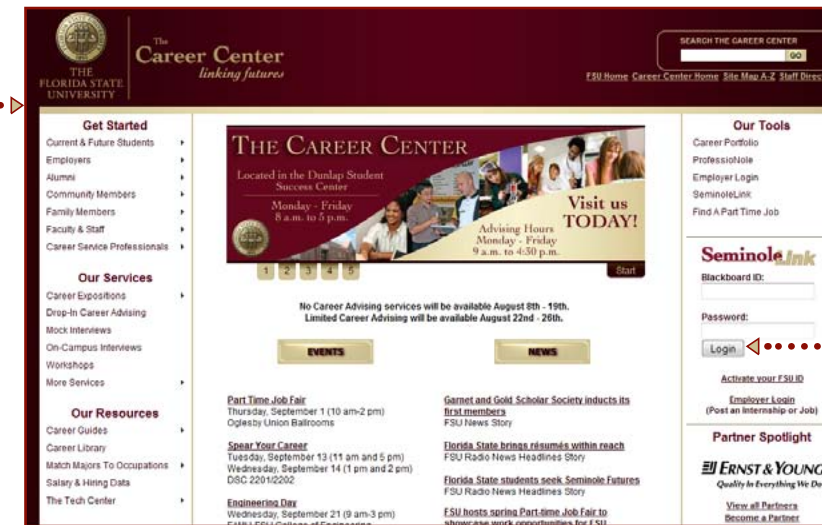 The
Career Center
linking futures
THE
FLORIDA STATE
UNIVERSITY
SEARCH THE CAREER CENTER
GO
FSU Home Career Center Home Site Map A-Z Staff Direc
Get Started
Current & Future Students
Employers
Alumni
Community Members
Family Members
Faculty & Staff
Career Service Professionals
Our Services
Career Expositions
Drop-In Career Advising
Mock Interviews
On-Campus Interviews
Workshops
More Services
Our Resources
Career Guides
Career Library
Match Majors To Occupations
Salary & Hiring Data
The Tech Center
THE CAREER CENTER
Located in the Dunlap Student
Success Center
Monday - Friday
8 a.m. to 5 p.m.
Visit us
TODAY!
Advising Hours
Monday - Friday
9 a.m. to 4:30 p.m.
1 2 3 4 5
Start
No Career Advising services will be available August 8th - 19th.
Limited Career Advising will be available August 22nd - 26th.
EVENTS
Part Time Job Fair
Thursday, September 1 (10 am-2 pm)
Oglesby Union Ballrooms
Spear Your Career
Tuesday, September 13 (11 am and 5 pm)
Wednesday, September 14 (1 pm and 2 pm)
DSC 2201/2202
Engineering Day
Wednesday, September 21 (9 am-3 pm)
NEWS
Garnet and Gold Scholar Society inducts its
first members
FSU News Story
Florida State brings résumés within reach
FSU Radio News Headlines Story
Florida State students seek Seminole Futures
FSU Radio News Headlines Story
FSU hosts spring Part-time Job Fair to
showcase work opportunities for FSU
Our Tools
Career Portfolio
ProfessioNole
Employer Login
SeminoleLink
Find A Part Time Job
SeminoleLink
Blackboard ID:
Password:
Login
Activate your FSU ID
Employer Login
(Post an Internship or Job)
Partner Spotlight
ERNST & YOUNG
Quality In Everything We Do
View all Partners
Become a Partner